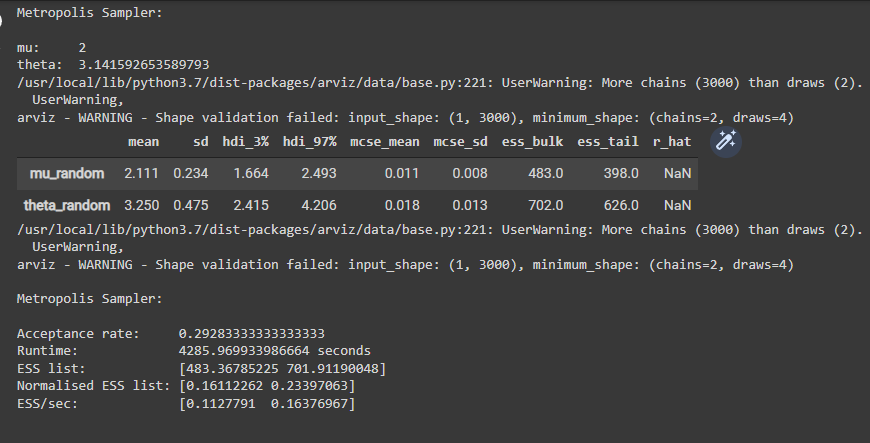 Metropolis Sampler:
mu: 2
theta: 3.141592653589793
/usr/local/lib/python3.7/dist-packages/arviz/data/base.py:221: UserWarning: More chains (3000) than draws (2).
UserWarning,
arviz - WARNING - Shape validation failed: input_shape: (1, 3000), minimum_shape: (chains=2, draws=4)
mean sd hdi_3% hdi_97% mcse_mean mcse_sd ess_bulk ess_tail r_hat
mu_random 2.111 0.234 1.664 2.493 0.011 0.008 483.0 398.0 NaN
theta_random 3.250 0.475 2.415 4.206 0.018 0.013 702.0 626.0 NaN
/usr/local/lib/python3.7/dist-packages/arviz/data/base.py:221: UserWarning: More chains (3000) than draws (2).
UserWarning,
arviz - WARNING - Shape validation failed: input_shape: (1, 3000), minimum_shape: (chains=2, draws=4)
Metropolis Sampler:
Acceptance rate: 0.29283333333333333
Runtime: 4285.969933986664 seconds
ESS list: [483.36785225 701.91190048]
Normalised ESS list: [0.16112262 0.23397063]
ESS/sec: [0.1127791 0.16376967]